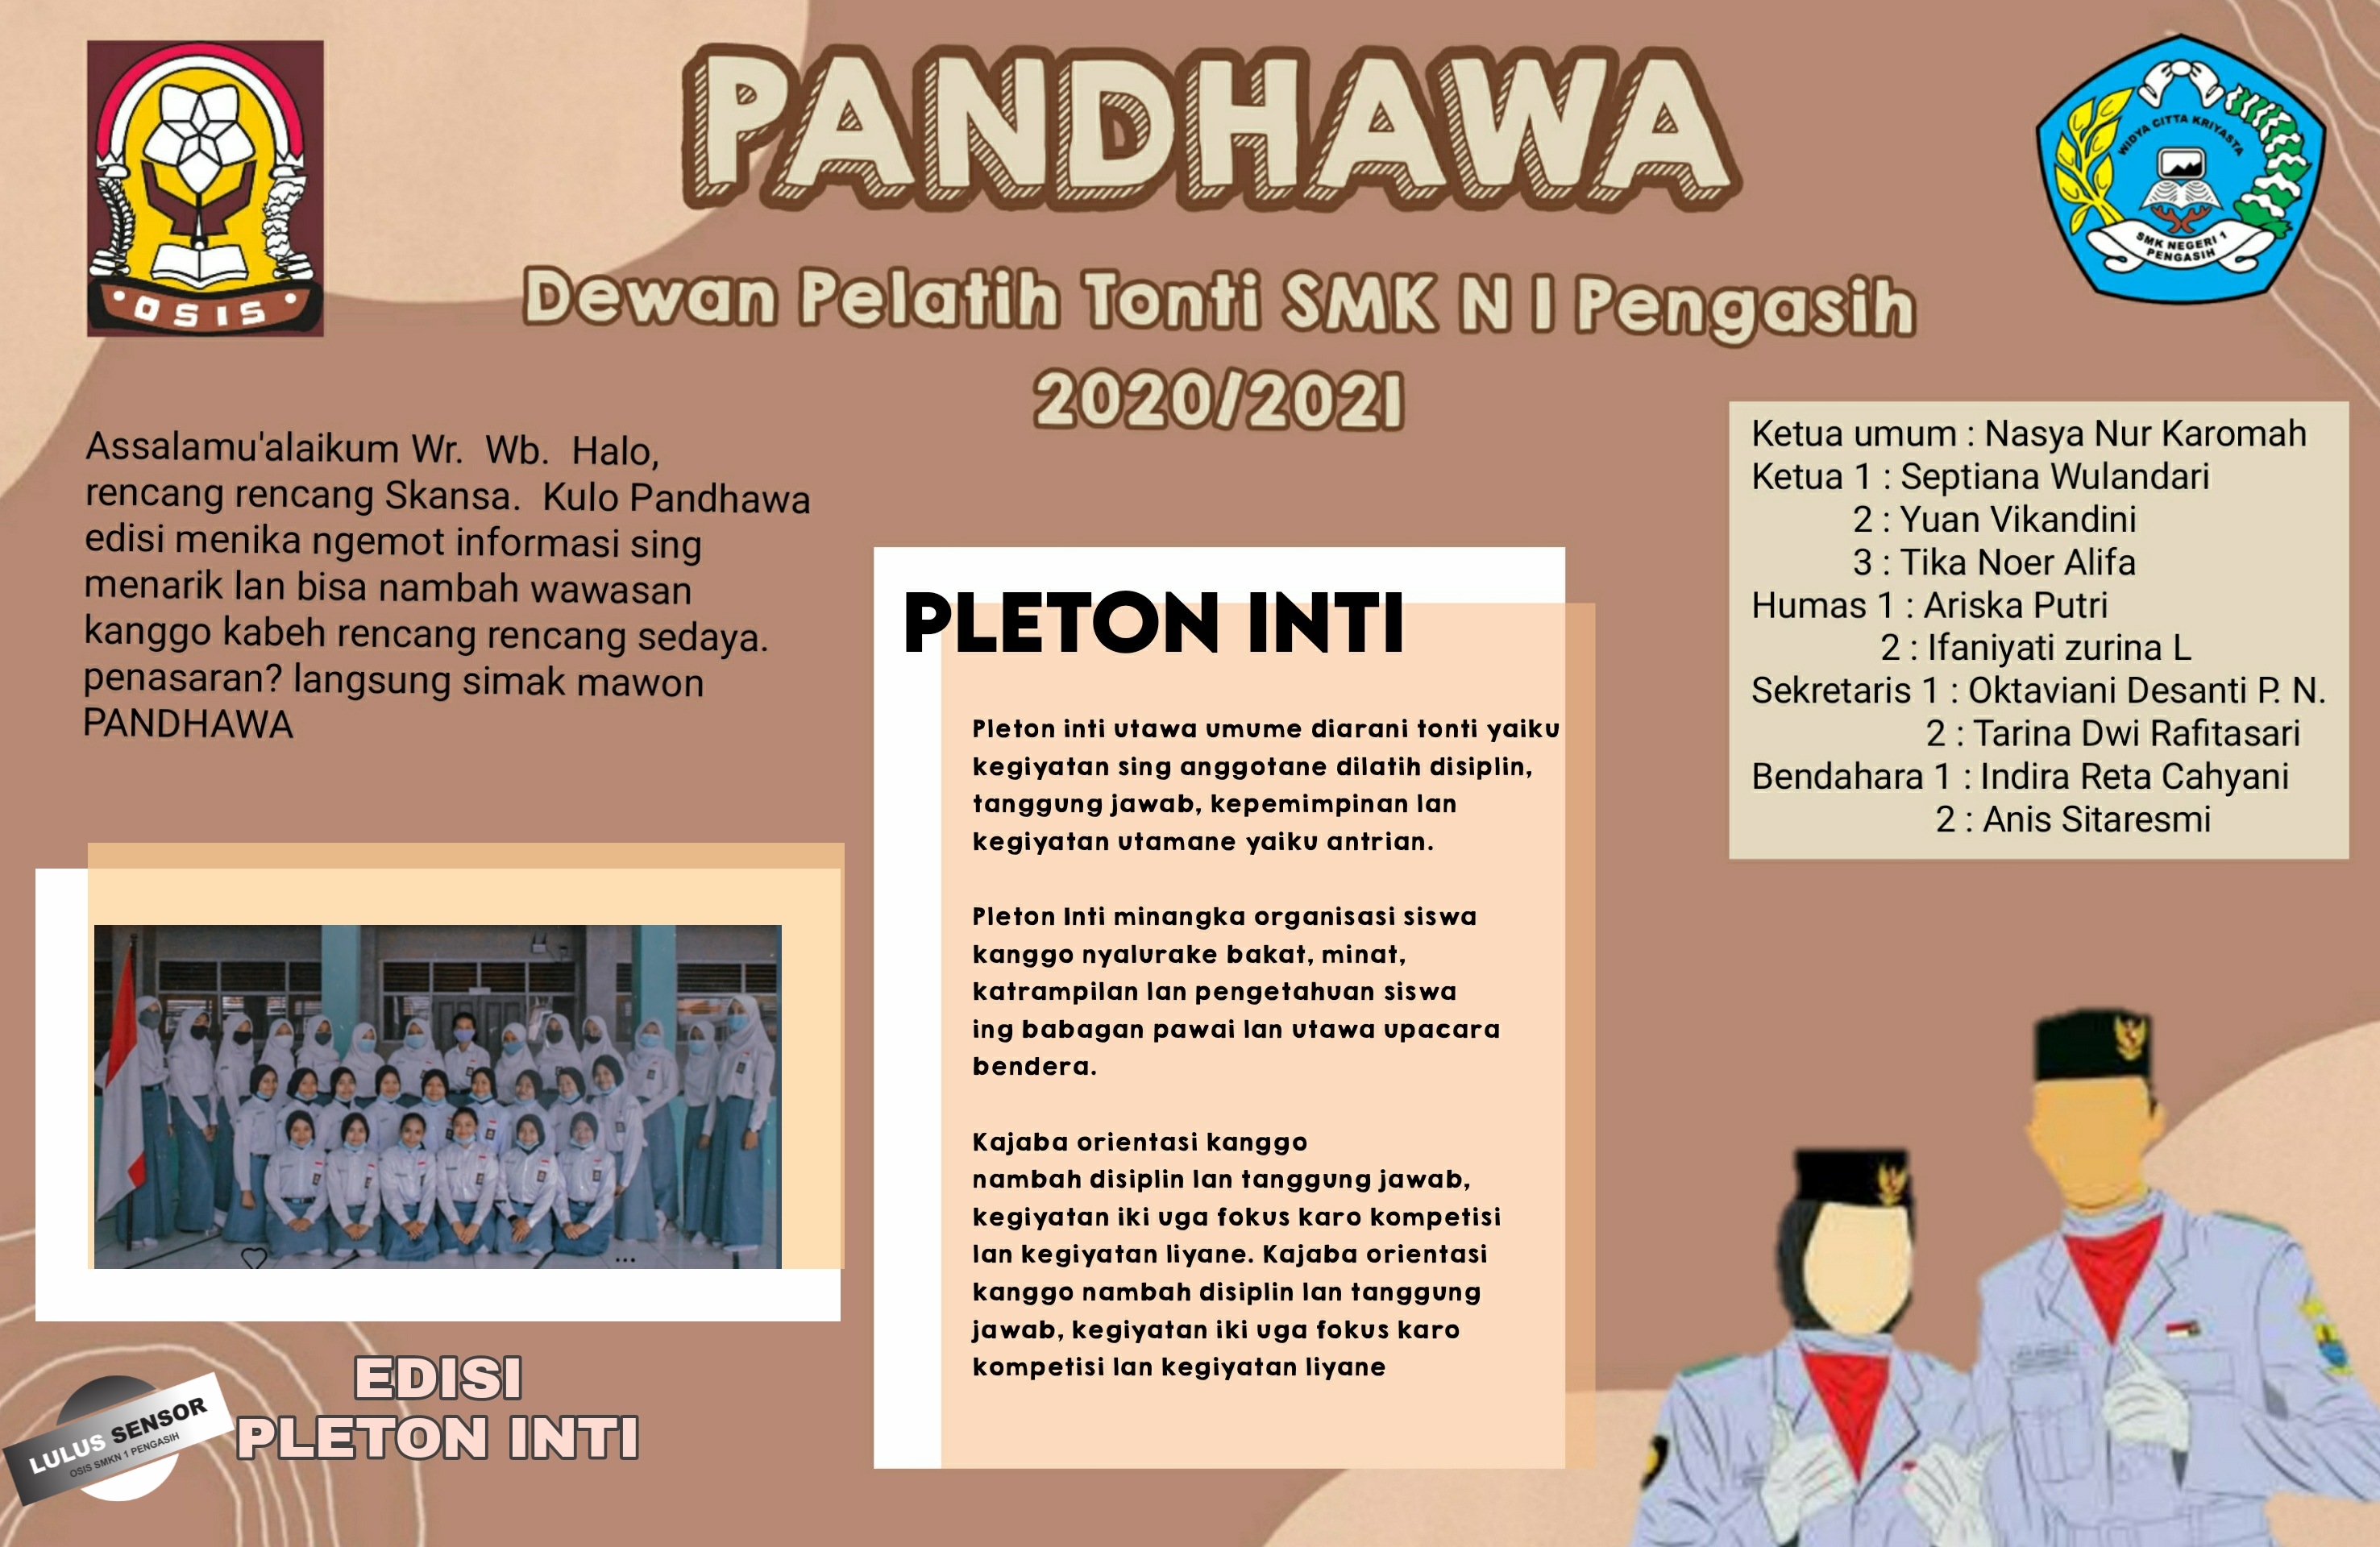 OSIS
PANDHAWA
Dewan Pelatih Tonti SMK N 1 Pengasih
2020/2021
WIDYA CITTA KRIYASTA
SMK NEGERI 1
PENGASIH
Assalamu'alaikum Wr. Wb. Halo,
rencang rencang Skansa. Kulo Pandhawa
edisi menika ngemot informasi sing
menarik lan bisa nambah wawasan
kanggo kabeh rencang rencang sedaya.
penasaran? langsung simak mawon
PANDHAWA
PLETON INTI
Pleton inti utawa umume diarani tonti yaiku
kegiyatan sing anggotane dilatih disiplin,
tanggung jawab, kepemimpinan lan
kegiyatan utamane yaiku antrian.
Pleton Inti minangka organisasi siswa
kanggo nyalurake bakat, minat,
katrampilan lan pengetahuan siswa
ing babagan pawai lan utawa upacara
bendera.
Kajaba orientasi kanggo
nambah disiplin lan tanggung jawab,
kegiyatan iki uga fokus karo kompetisi
lan kegiyatan liyane. Kajaba orientasi
kanggo nambah disiplin lan tanggung
jawab, kegiyatan iki uga fokus karo
kompetisi lan kegiyatan liyane
Ketua umum : Nasya Nur Karomah
Ketua 1 : Septiana Wulandari
2 : Yuan Vikandini
3 : Tika Noer Alifa
Humas 1 : Ariska Putri
2 : Ifaniyati zurina L
Sekretaris 1 : Oktaviani Desanti P. N.
2 : Tarina Dwi Rafitasari
Bendahara 1 : Indira Reta Cahyani
2 : Anis Sitaresmi
EDISI
PLETON INTI
LULUS SENSOR
OSIS SMKN 1 PENGASIH